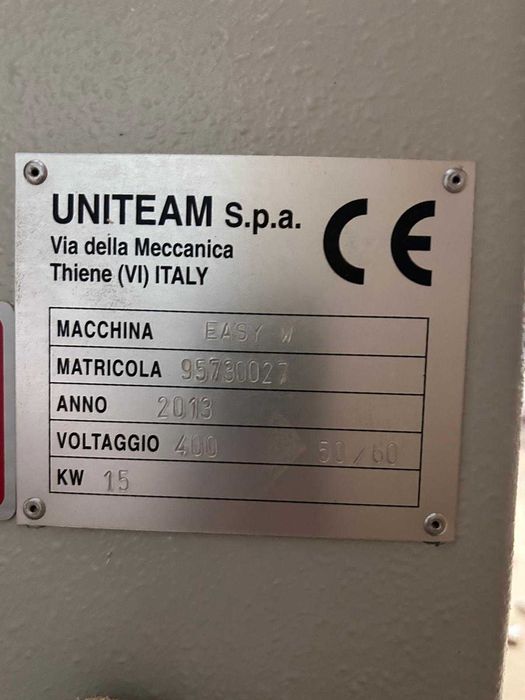 UNITEAM S.p.a.
Via della Meccanica
Thiene (VI) ITALY
CE
MACCHINA EASY W
MATRICOLA 95730027
ANNO 2013
VOLTAGGIO 400 50/60
KW 15